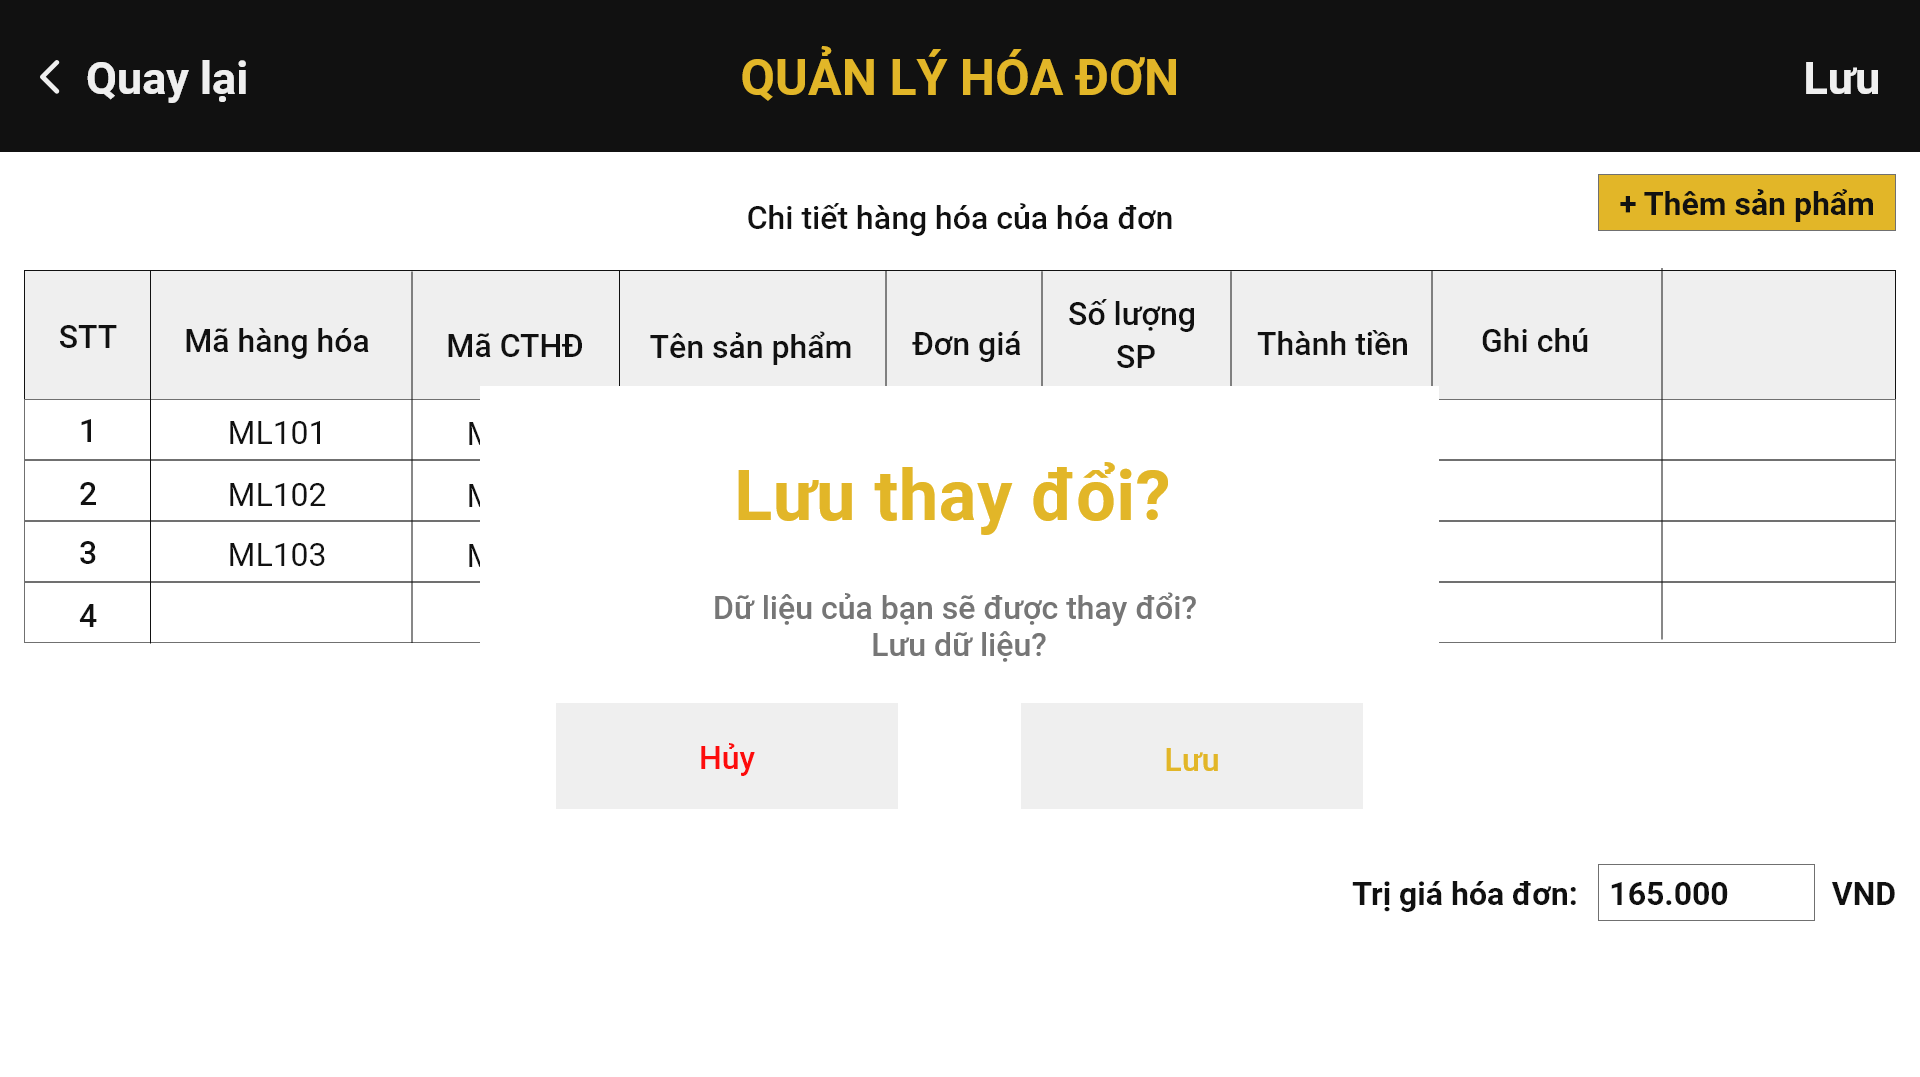 Quay lại
QUẢN LÝ HÓA ĐƠN
Lưu
Chi tiết hàng hóa của hóa đơn
+ Thêm sản phẩm
STT
Mã hàng hóa
Mã CTHĐ
Tên sản phẩm
Đơn giá
Số lượng
SP
Thành tiền
Ghi chú
1
ML101
2
ML102
3
ML103
4
Lưu thay đổi?
Dữ liệu của bạn sẽ được thay đổi?
Lưu dữ liệu?
Hủy
Lưu
Trị giá hóa đơn:
165.000
VND